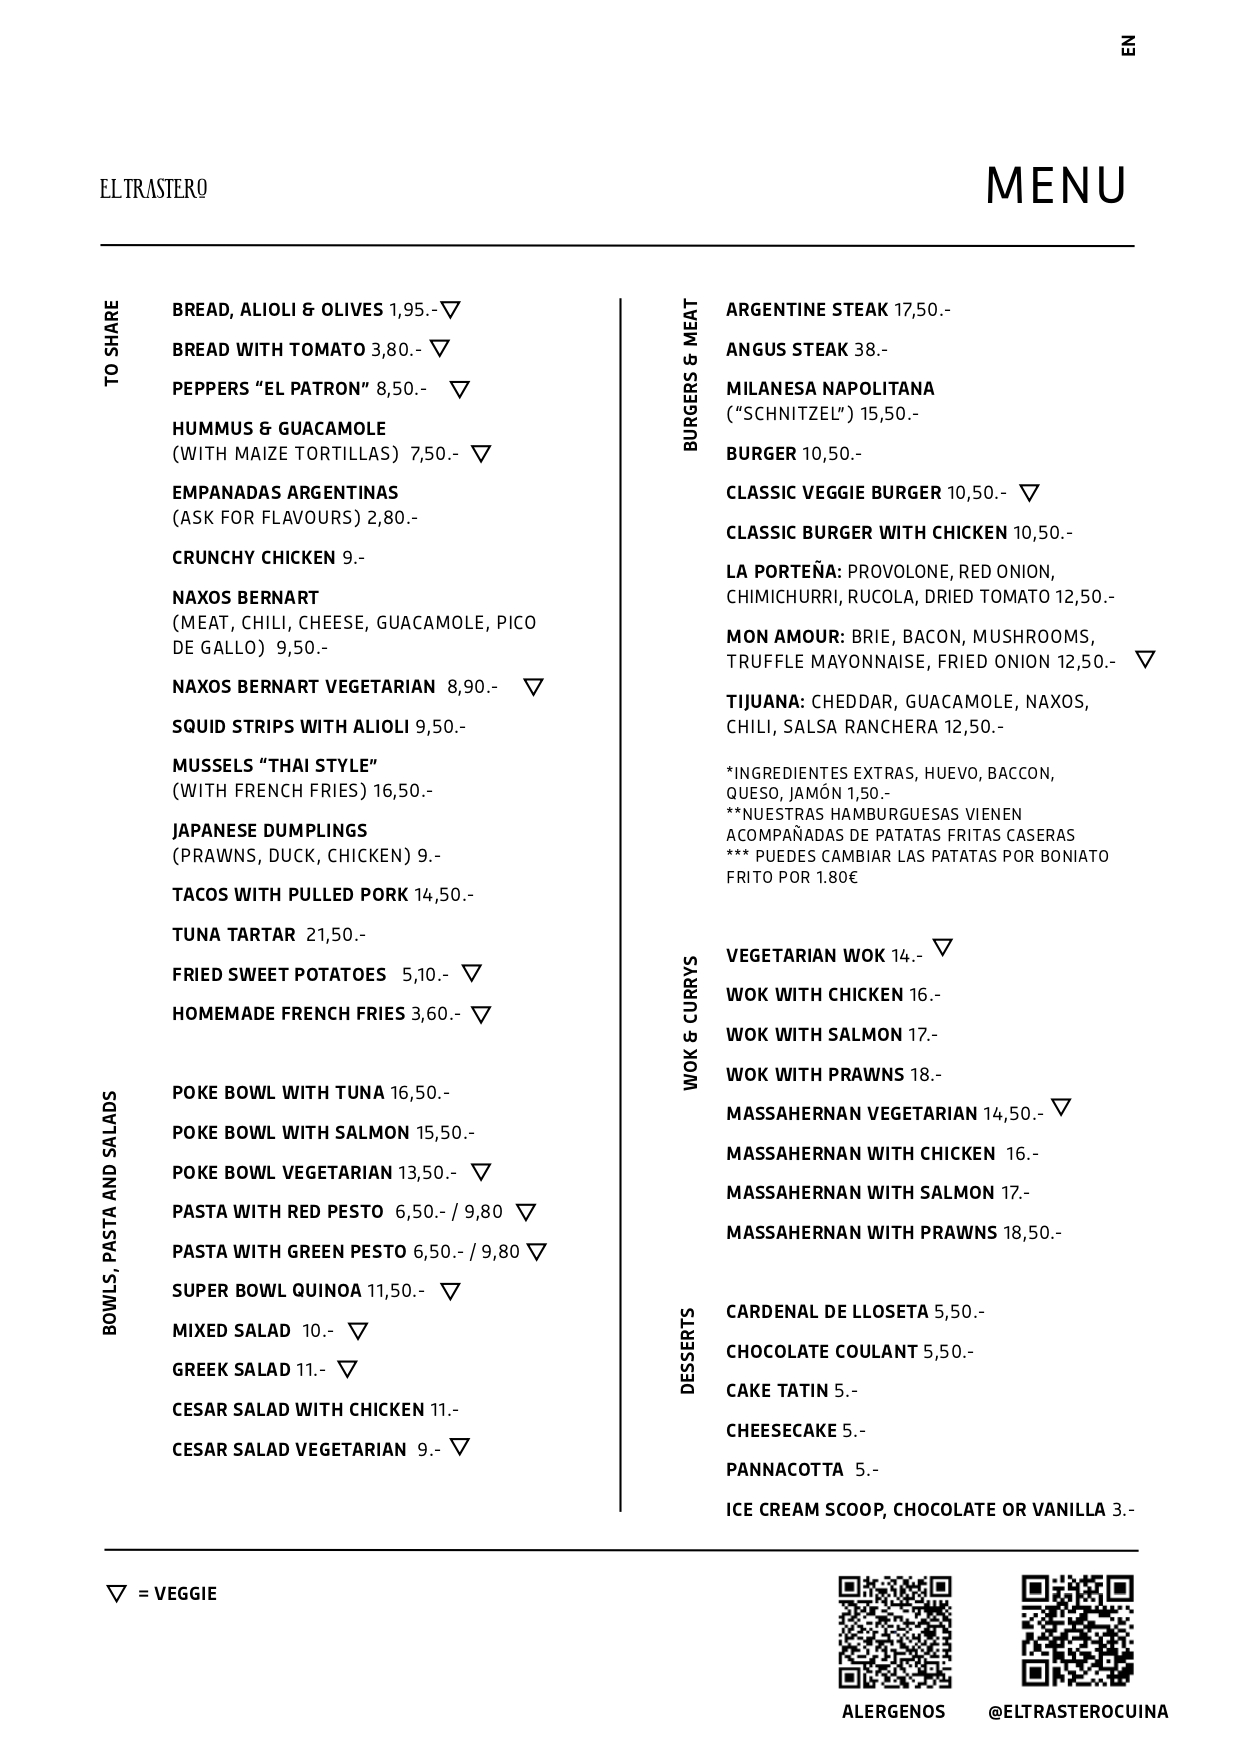 EN
EL TRASTERO
MENU
TO SHARE
BREAD, ALIOLI & OLIVES 1,95.-
BREAD WITH TOMATO 3,80.-
PEPPERS “EL PATRON” 8,50.-
HUMMUS & GUACAMOLE
(WITH MAIZE TORTILLAS) 7,50.-
EMPANADAS ARGENTINAS
(ASK FOR FLAVOURS) 2,80.-
CRUNCHY CHICKEN 9.-
NAXOS BERNART
(MEAT, CHILI, CHEESE, GUACAMOLE, PICO
DE GALLO) 9,50.-
NAXOS BERNART VEGETARIAN 8,90.-
SQUID STRIPS WITH ALIOLI 9,50.-
MUSSELS “THAI STYLE”
(WITH FRENCH FRIES) 16,50.-
JAPANESE DUMPLINGS
(PRAWNS, DUCK, CHICKEN) 9.-
TACOS WITH PULLED PORK 14,50.-
TUNA TARTAR 21,50.-
FRIED SWEET POTATOES 5,10.-
HOMEMADE FRENCH FRIES 3,60.-
BOWLS, PASTA AND SALADS
POKE BOWL WITH TUNA 16,50.-
POKE BOWL WITH SALMON 15,50.-
POKE BOWL VEGETARIAN 13,50.-
PASTA WITH RED PESTO 6,50.- / 9,80
PASTA WITH GREEN PESTO 6,50.- / 9,80
SUPER BOWL QUINOA 11,50.-
MIXED SALAD 10.-
GREEK SALAD 11.-
CESAR SALAD WITH CHICKEN 11.-
CESAR SALAD VEGETARIAN 9.-
BURGERS & MEAT
ARGENTINE STEAK 17,50.-
ANGUS STEAK 38.-
MILANESA NAPOLITANA
(“SCHNITZEL”) 15,50.-
BURGER 10,50.-
CLASSIC VEGGIE BURGER 10,50.-
CLASSIC BURGER WITH CHICKEN 10,50.-
LA PORTEÑA: PROVOLONE, RED ONION,
CHIMICHURRI, RUCOLA, DRIED TOMATO 12,50.-
MON AMOUR: BRIE, BACON, MUSHROOMS,
TRUFFLE MAYONNAISE, FRIED ONION 12,50.-
TIJUANA: CHEDDAR, GUACAMOLE, NAXOS,
CHILI, SALSA RANCHERA 12,50.-
*INGREDIENTES EXTRAS, HUEVO, BACCON,
QUESO, JAMÓN 1,50.-
**NUESTRAS HAMBURGUESAS VIENEN
ACOMPAÑADAS DE PATATAS FRITAS CASERAS
*** PUEDES CAMBIAR LAS PATATAS POR BONIATO
FRITO POR 1.80€
WOK & CURRYS
VEGETARIAN WOK 14.-
WOK WITH CHICKEN 16.-
WOK WITH SALMON 17.-
WOK WITH PRAWNS 18.-
MASSAHERNAN VEGETARIAN 14,50.-
MASSAHERNAN WITH CHICKEN 16.-
MASSAHERNAN WITH SALMON 17.-
MASSAHERNAN WITH PRAWNS 18,50.-
DESSERTS
CARDENAL DE LLOSETA 5,50.-
CHOCOLATE COULANT 5,50.-
CAKE TATIN 5.-
CHEESECAKE 5.-
PANNACOTTA 5.-
ICE CREAM SCOOP, CHOCOLATE OR VANILLA 3.-
= VEGGIE
ALERGENOS
@ELTRASTEROCUINA